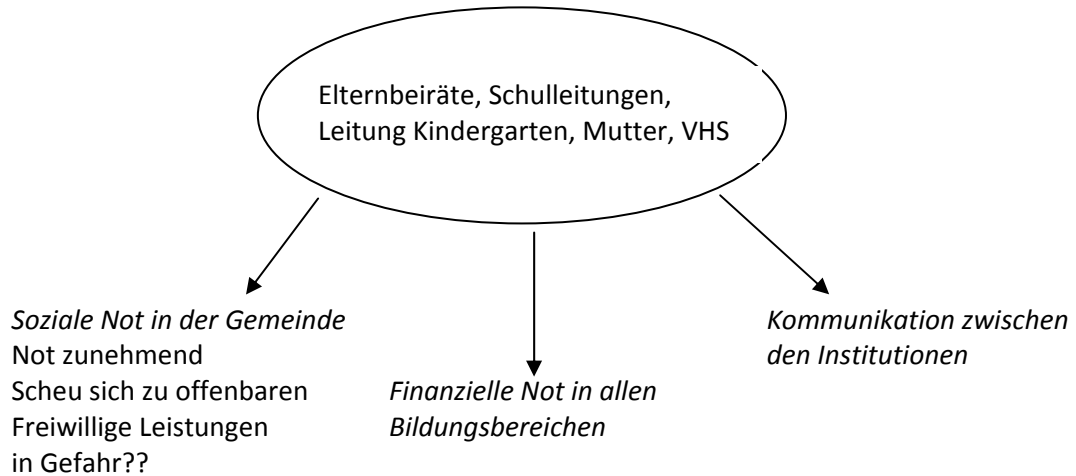 Elternbeiräte, Schulleitungen,
Leitung Kindergarten, Mutter, VHS
Soziale Not in der Gemeinde
Not zunehmend
Scheu sich zu offenbaren
Freiwillige Leistungen
in Gefahr??
Finanzielle Not in allen
Bildungsbereichen
Kommunikation zwischen
den Institutionen